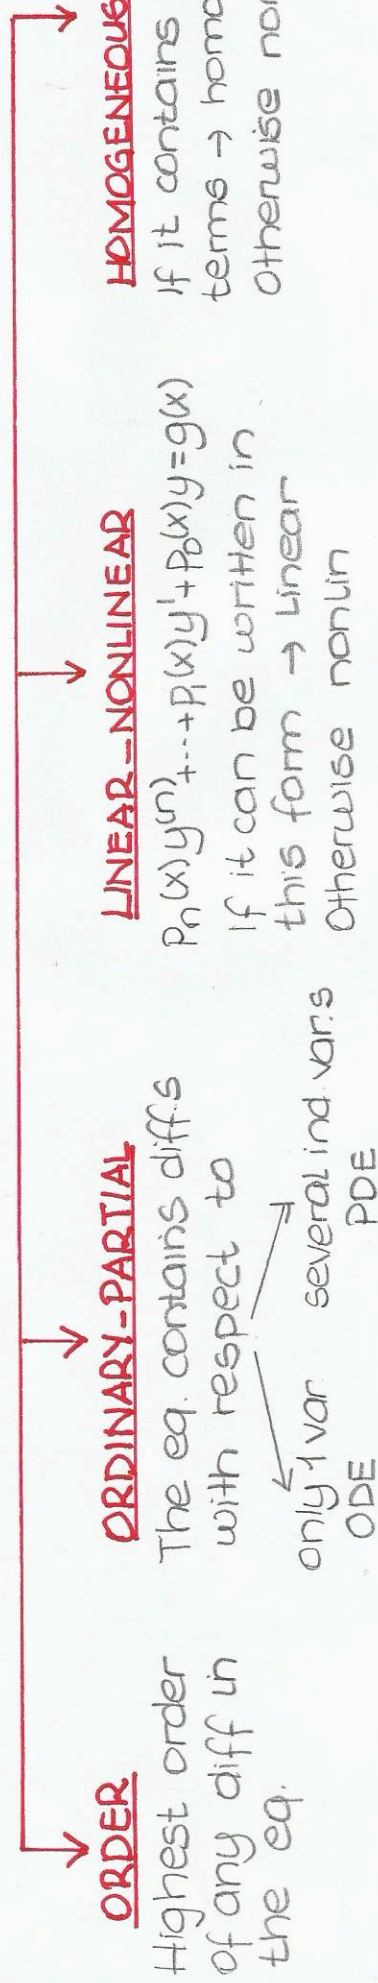 ORDER
Highest order
of any diff in
the eq.
ORDINARY-PARTIAL
The eq. contains diffs
with respect to
only 1 var several ind. vars
ODE PDE
LINEAR-NONLINEAR
Pn(x)y⁽ⁿ⁾+...+P₁(x)y'+P₀(x)y=g(x)
If it can be written in
this form → Linear
Otherwise nonlin
HOMOGENEOUS
If it contains
terms → homo
Otherwise non